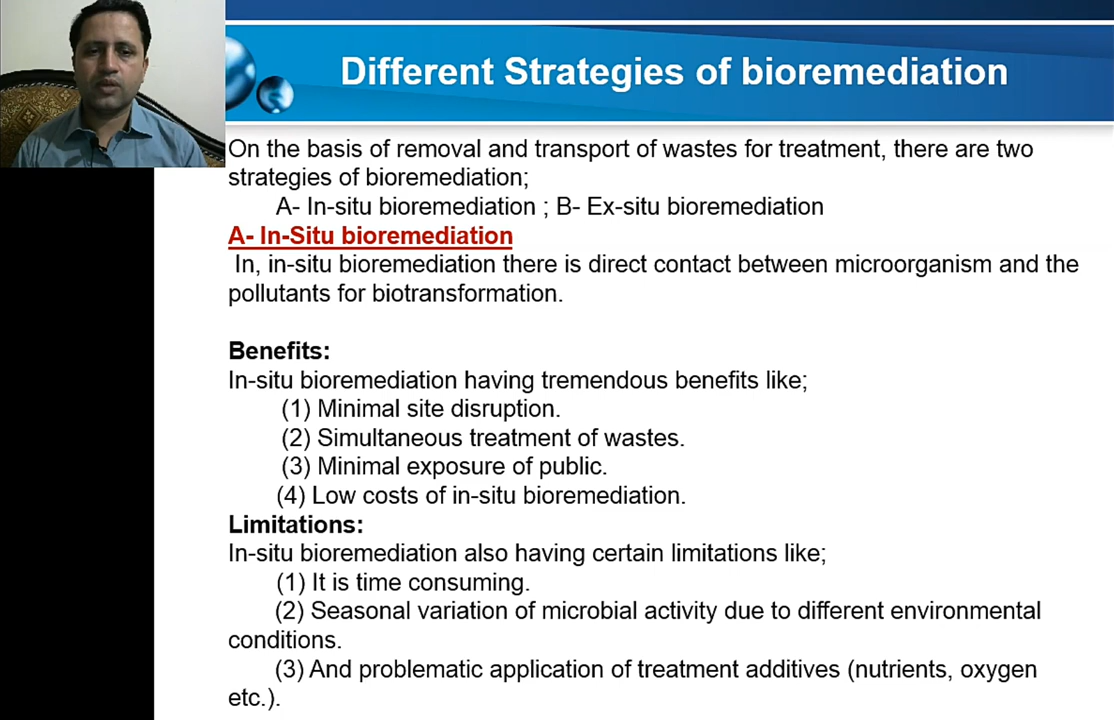 Different Strategies of bioremediation
On the basis of removal and transport of wastes for treatment, there are two
strategies of bioremediation;
A- In-situ bioremediation ; B- Ex-situ bioremediation
A- In-Situ bioremediation
In, in-situ bioremediation there is direct contact between microorganism and the
pollutants for biotransformation.
Benefits:
In-situ bioremediation having tremendous benefits like;
(1) Minimal site disruption.
(2) Simultaneous treatment of wastes.
(3) Minimal exposure of public.
(4) Low costs of in-situ bioremediation.
Limitations:
In-situ bioremediation also having certain limitations like;
(1) It is time consuming.
(2) Seasonal variation of microbial activity due to different environmental
conditions.
(3) And problematic application of treatment additives (nutrients, oxygen
etc.).